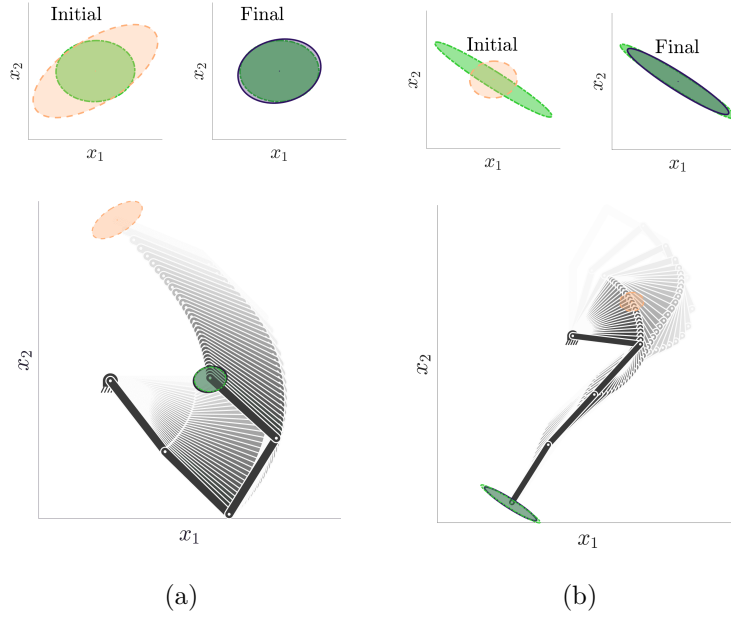 Initial
Final
x₂
x₂
x₁
x₁
Initial
Final
x₂
x₂
x₁
x₁
x₂
x₁
x₂
x₁
(a)
(b)